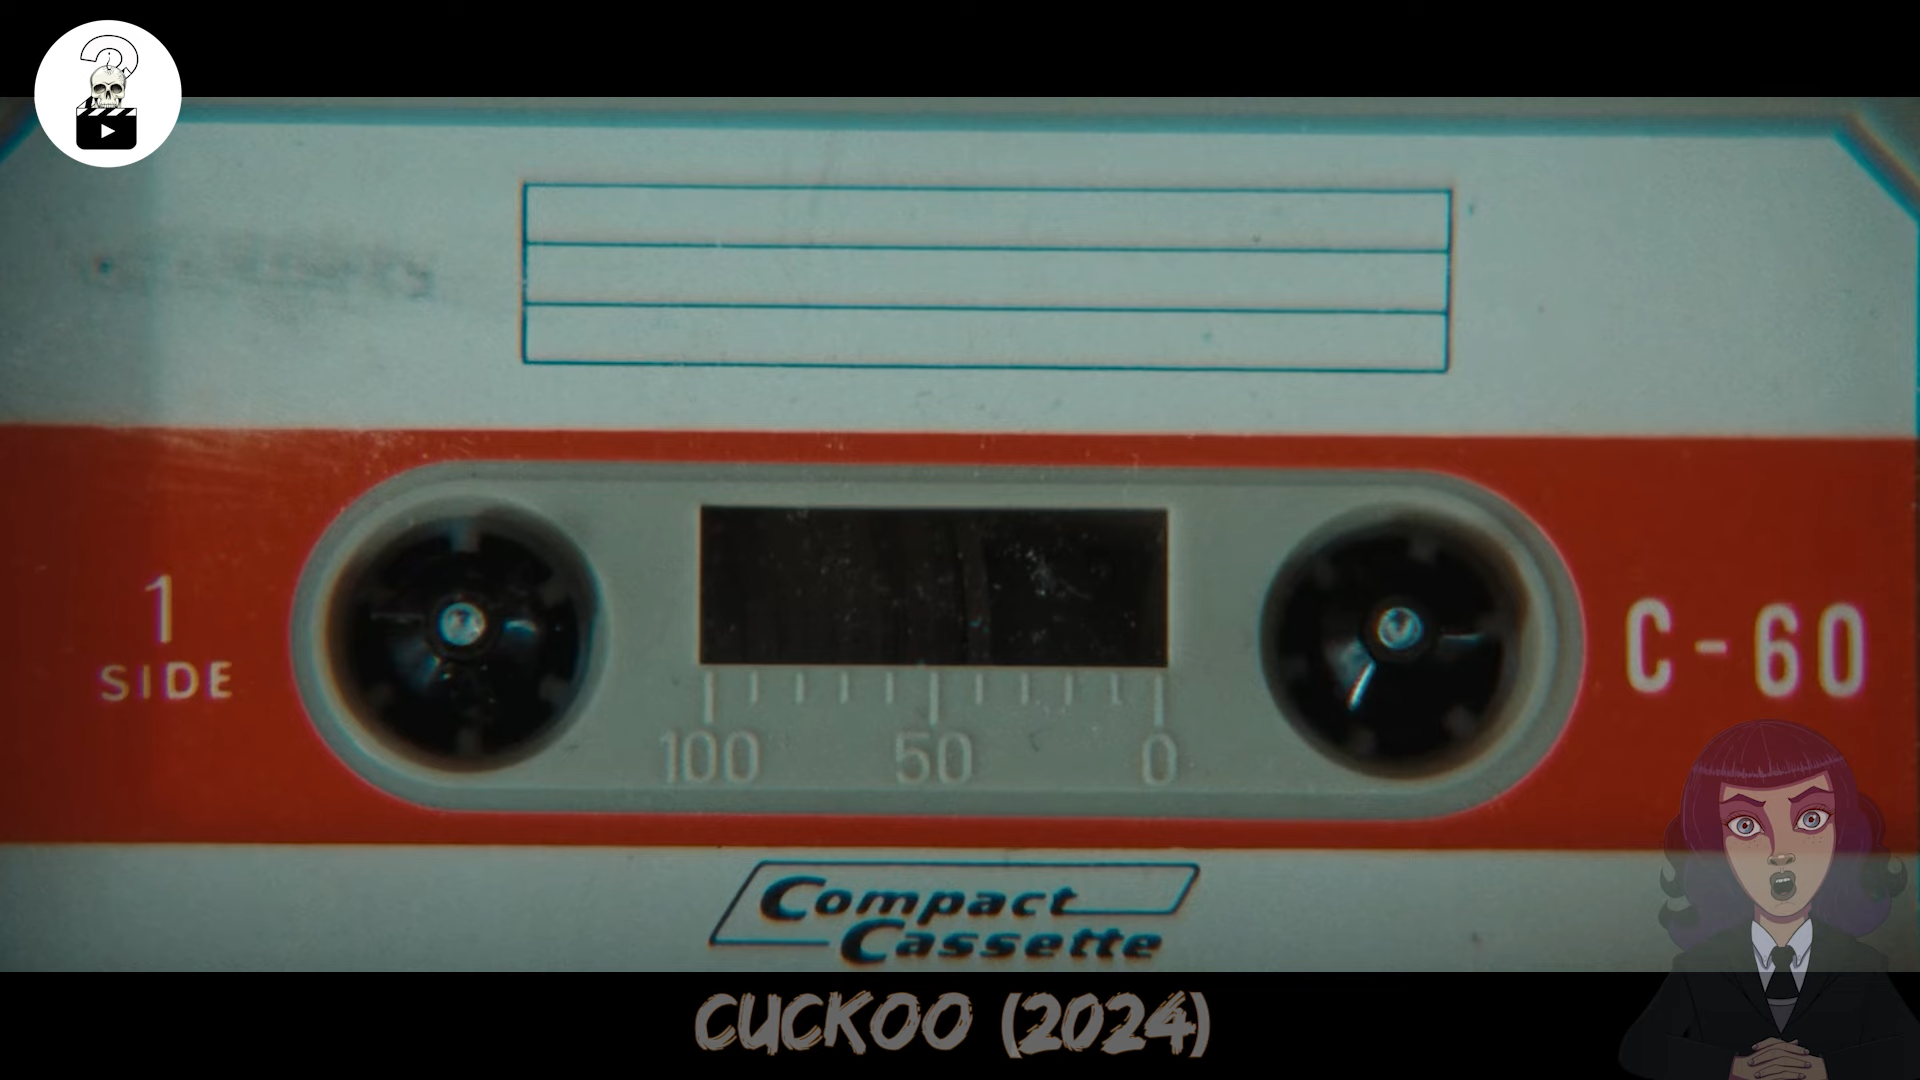 1
SIDE
C-60
100 50 0
Compact
Cassette
CUCKOO (2024)